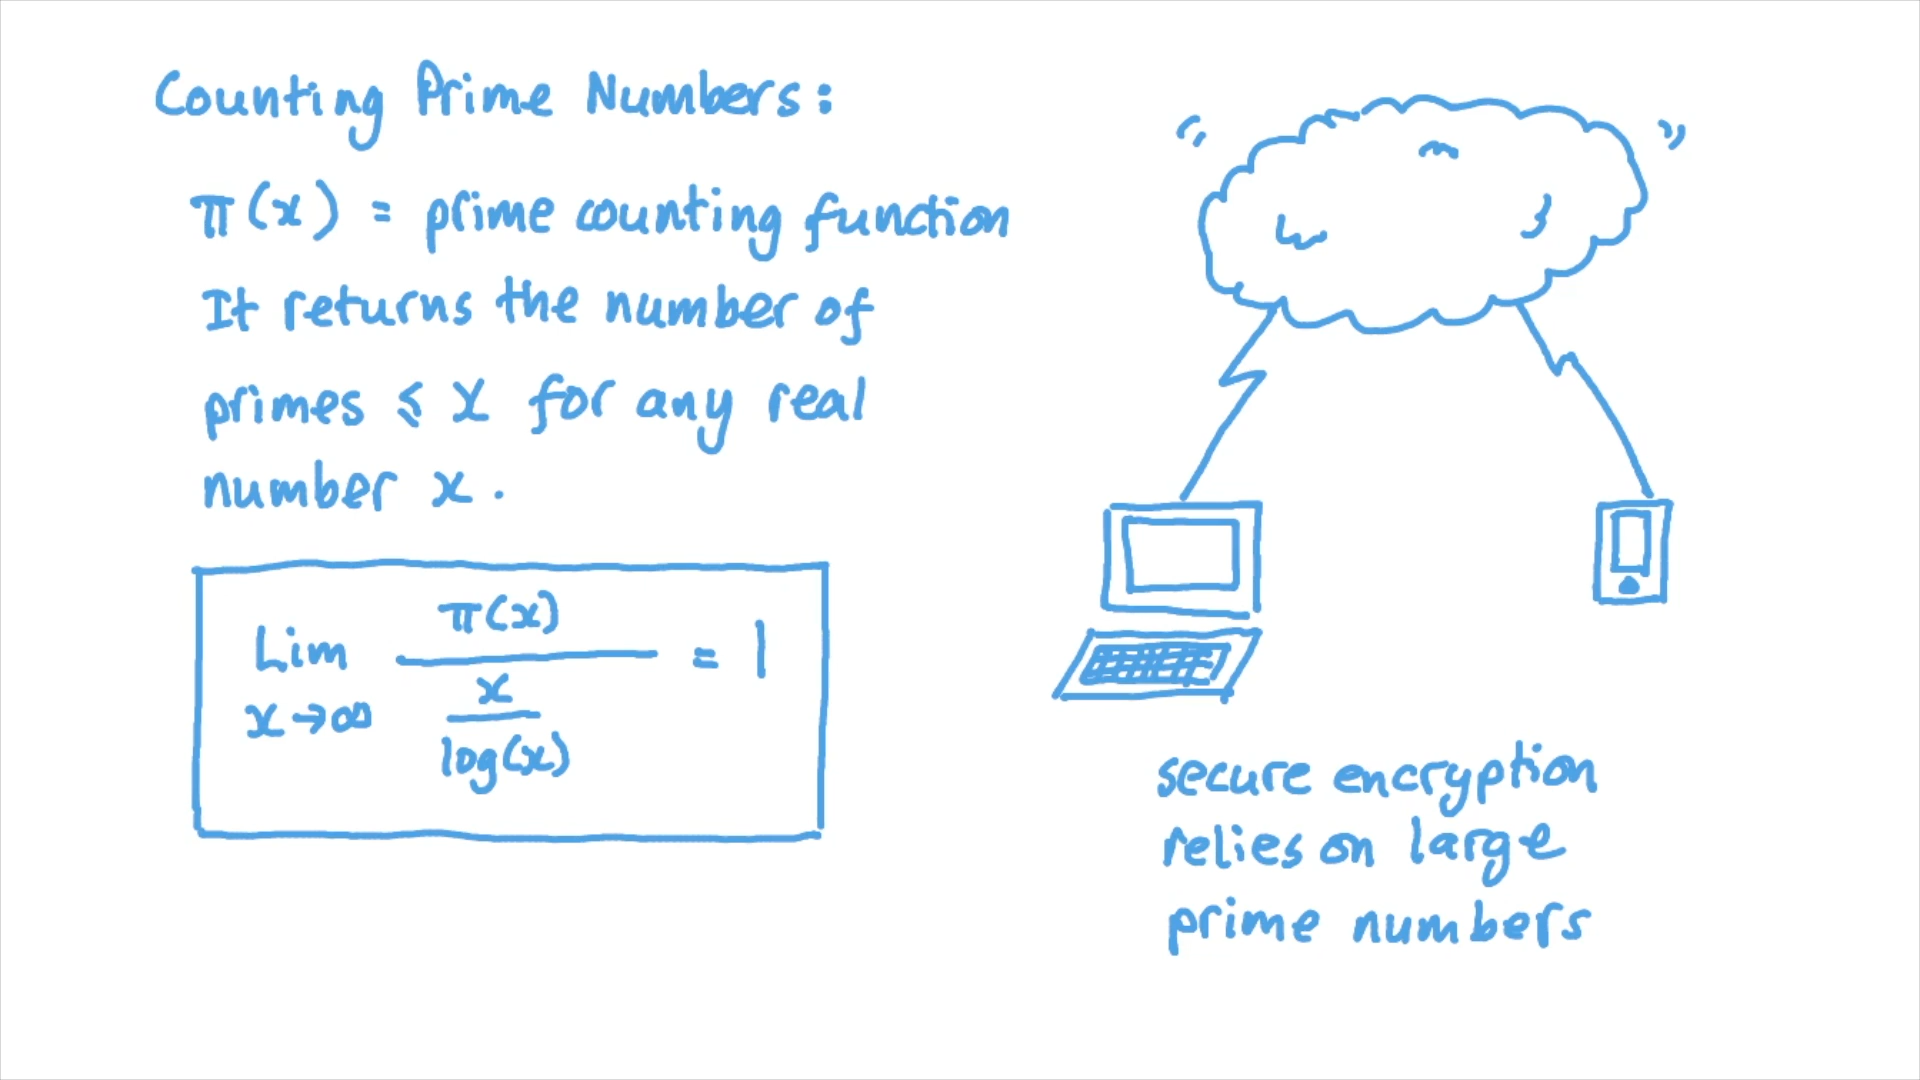 Counting Prime Numbers:
π(x) = prime counting function
It returns the number of
primes ≤ x for any real
number x.
Lim x→∞ π(x) / (x / log(x)) = 1
secure encryption
relies on large
prime numbers